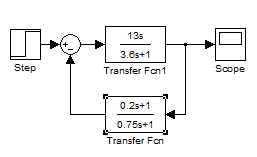 +
−
13s
3.6s+1
Step
Transfer Fcn1
Scope
0.2s+1
0.75s+1
Transfer Fcn